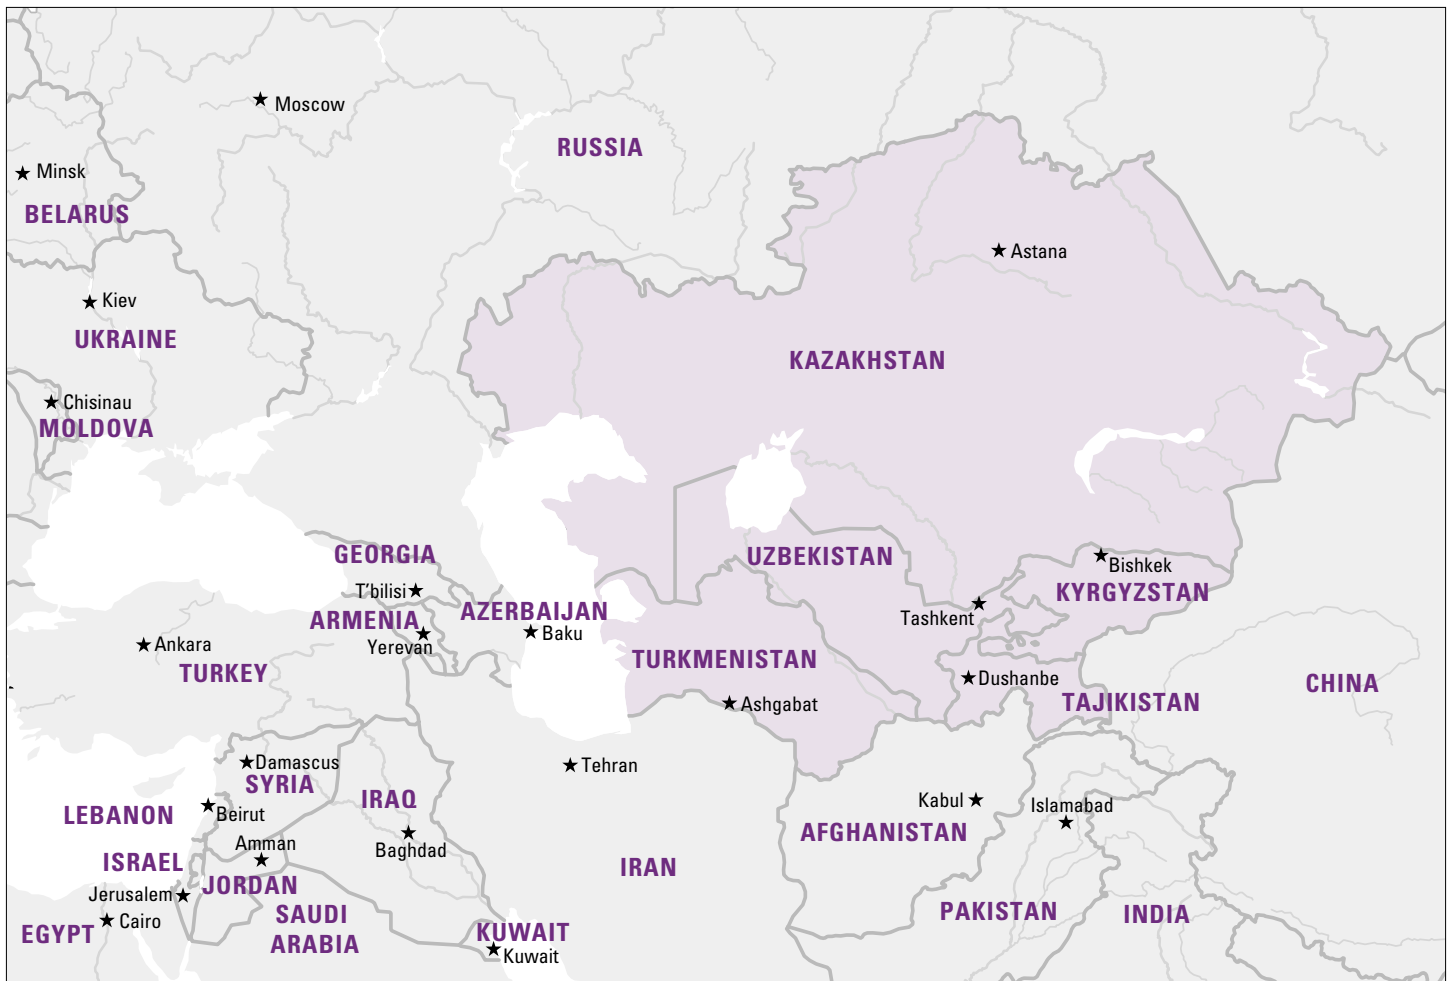 Moscow
RUSSIA
Minsk
BELARUS
Astana
Kiev
UKRAINE
KAZAKHSTAN
Chisinau
MOLDOVA
GEORGIA
UZBEKISTAN
Bishkek
KYRGYZSTAN
T'bilisi
ARMENIA
AZERBAIJAN
Tashkent
Yerevan
Baku
Ankara
TURKEY
TURKMENISTAN
Dushanbe
TAJIKISTAN
CHINA
Ashgabat
Damascus
SYRIA
Tehran
IRAQ
Kabul
Islamabad
LEBANON
Beirut
AFGHANISTAN
Amman
Baghdad
ISRAEL
IRAN
JORDAN
Jerusalem
SAUDI
ARABIA
PAKISTAN
INDIA
Cairo
EGYPT
KUWAIT
Kuwait